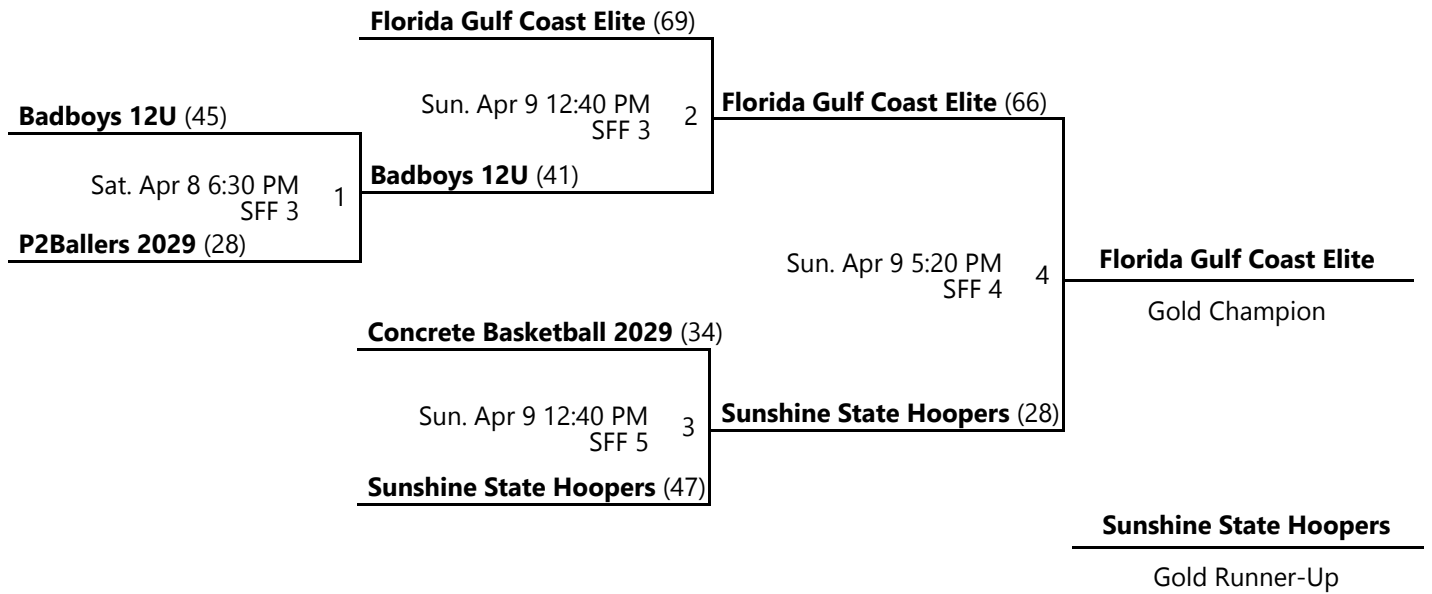 Florida Gulf Coast Elite (69)
Sun. Apr 9 12:40 PM
SFF 3
2
Florida Gulf Coast Elite (66)
Badboys 12U (45)
Sat. Apr 8 6:30 PM
SFF 3
1
Badboys 12U (41)
P2Ballers 2029 (28)
Sun. Apr 9 5:20 PM
SFF 4
4
Florida Gulf Coast Elite
Gold Champion
Concrete Basketball 2029 (34)
Sun. Apr 9 12:40 PM
SFF 5
3
Sunshine State Hoopers (28)
Sunshine State Hoopers (47)
Sunshine State Hoopers
Gold Runner-Up